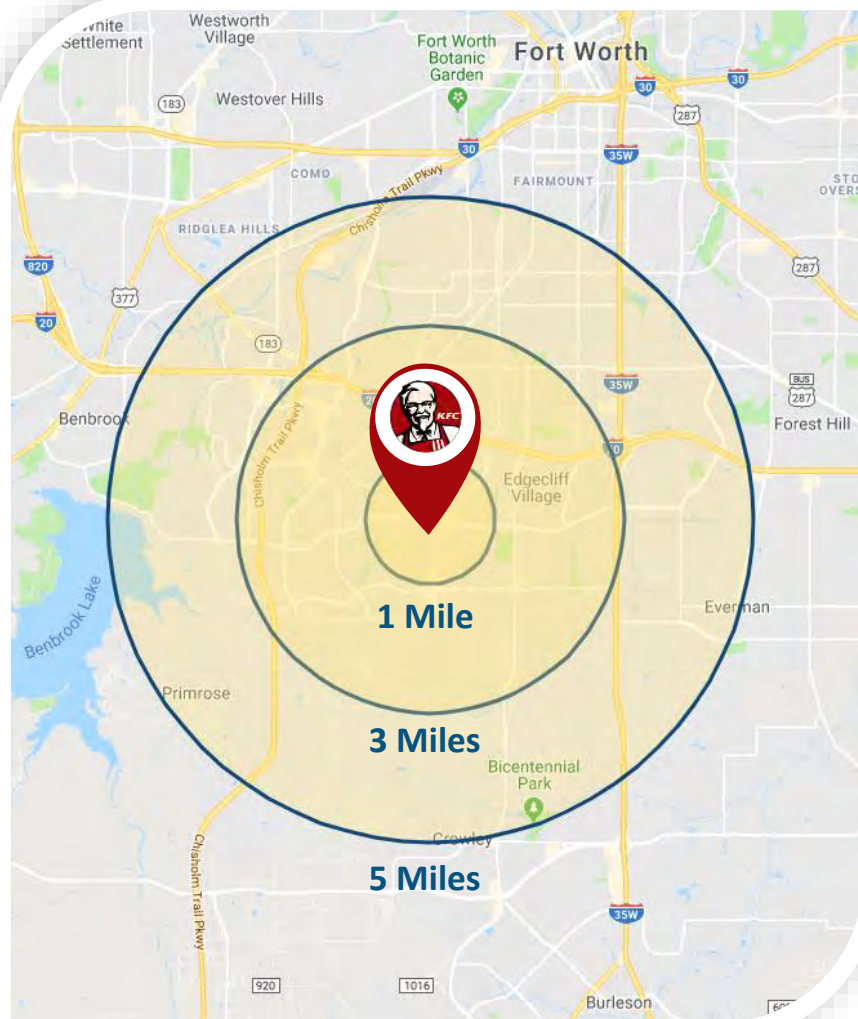 White
Settlement
Westworth
Village
Fort Worth
Botanic
Garden
Fort Worth
30
30
183
Westover Hills
287
30
35W
COMO
Chisholm Trail Pkwy
FAIRMOUNT
RIDGLEA HILLS
820
287
377
20
183
35W
BUS
287
Benbrook
KFC
Forest Hill
Chisholm Trail Pkwy
Edgecliff
Village
1 Mile
Everman
Benbrook Lake
Primrose
3 Miles
Bicentennial
Park
Crowley
Chisholm Trail Pkwy
5 Miles
35W
920
1016
Burleson